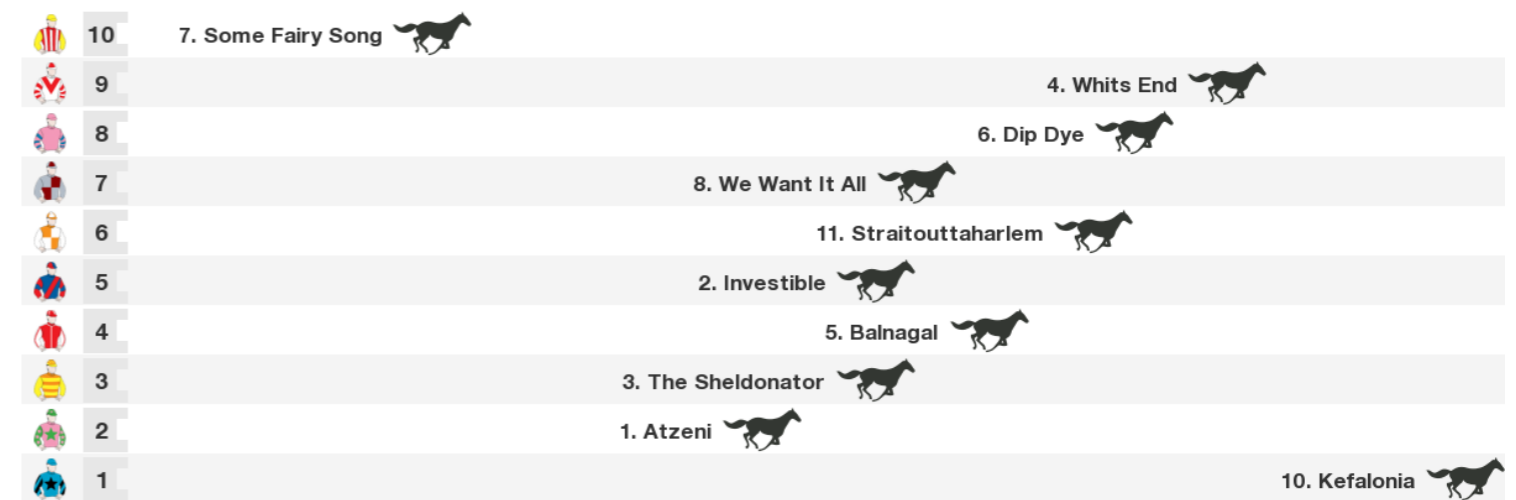 10 7. Some Fairy Song
9 4. Whits End
8 6. Dip Dye
7 8. We Want It All
6 11. Straitouttaharlem
5 2. Investible
4 5. Balnagal
3 3. The Sheldonator
2 1. Atzeni
1 10. Kefalonia